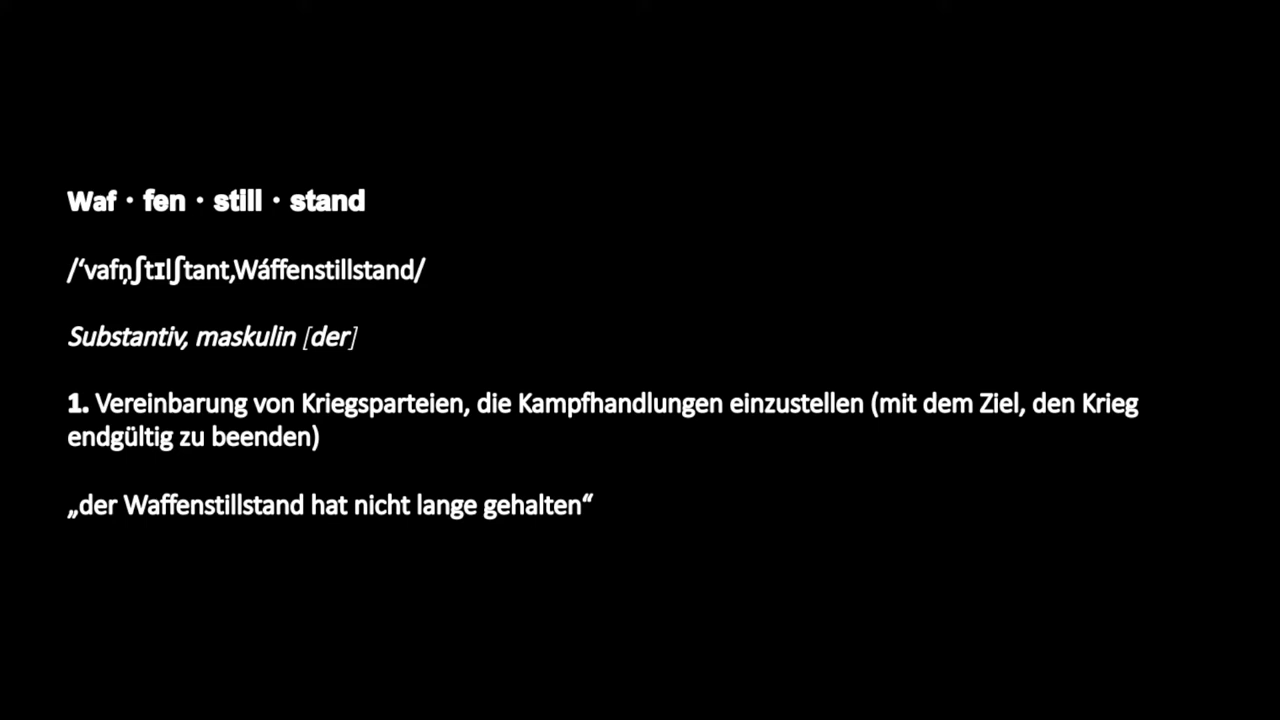 Waf · fen · still · stand
/‘vafn̩ʃtɪlʃtant,Wáffenstillstand/
Substantiv, maskulin [der]
1. Vereinbarung von Kriegsparteien, die Kampfhandlungen einzustellen (mit dem Ziel, den Krieg
endgültig zu beenden)
„der Waffenstillstand hat nicht lange gehalten“